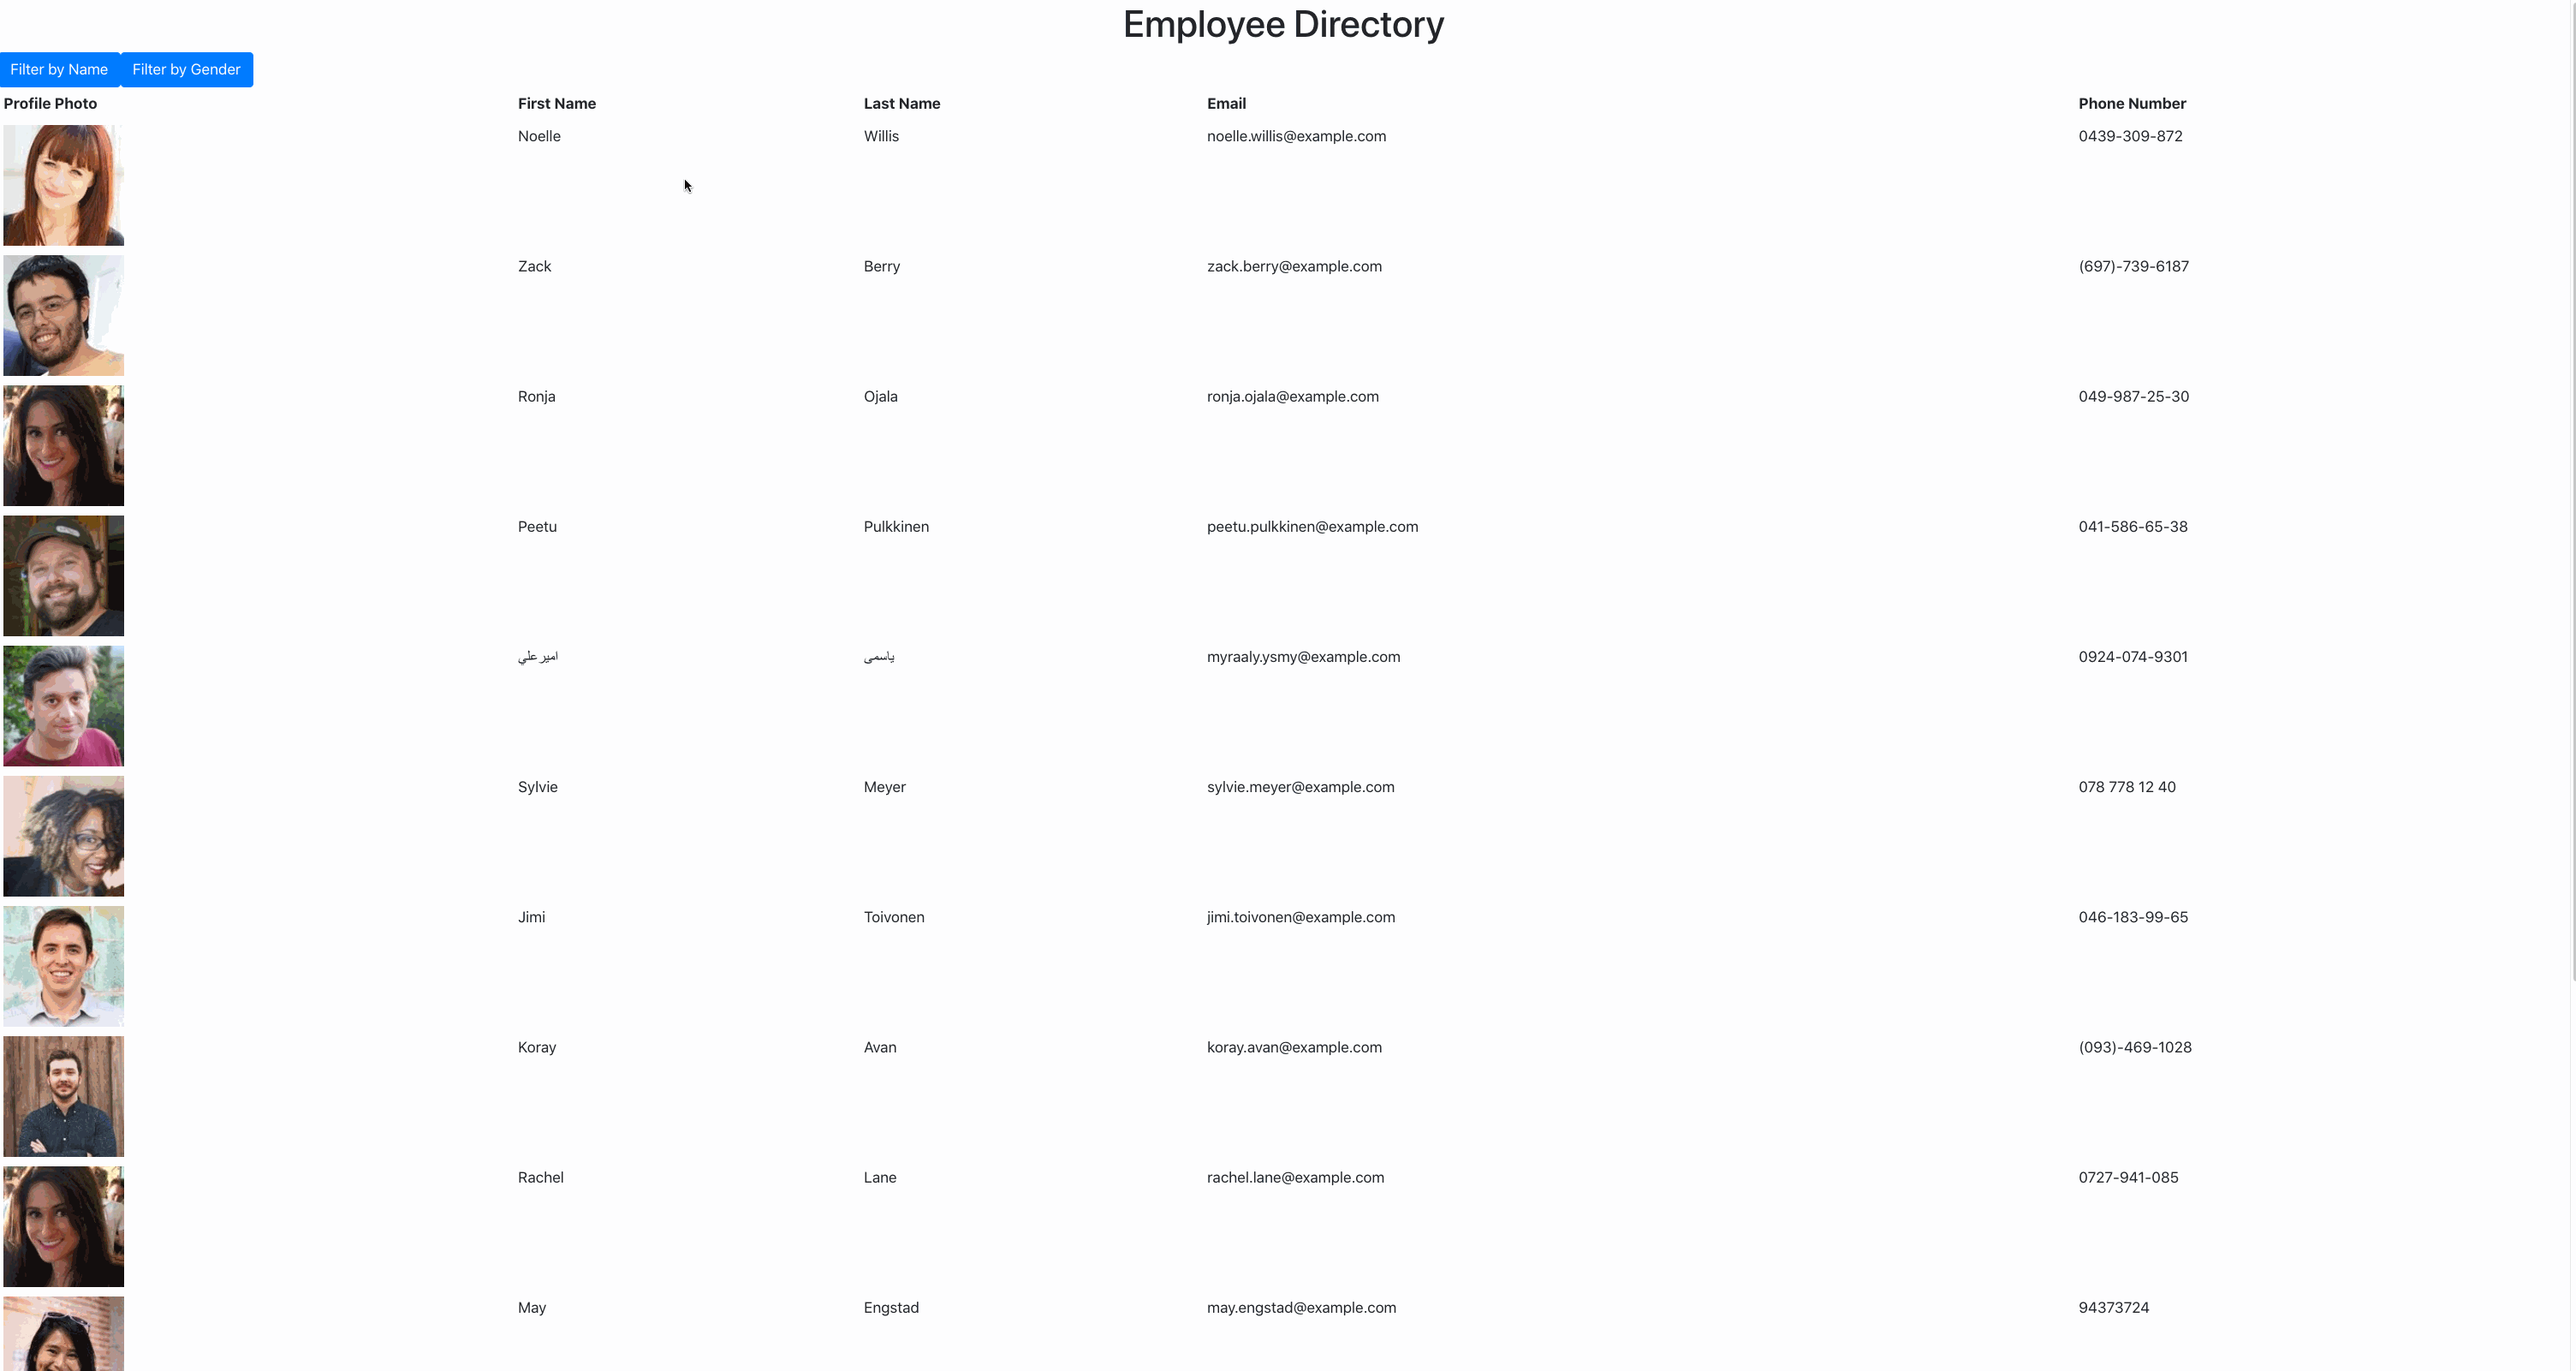 Employee Directory
Filter by Name Filter by Gender
Profile Photo First Name Last Name Email Phone Number
Noelle Willis noelle.willis@example.com 0439-309-872
Zack Berry zack.berry@example.com (697)-739-6187
Ronja Ojala ronja.ojala@example.com 049-987-25-30
Peetu Pulkkinen peetu.pulkkinen@example.com 041-586-65-38
امیرعلي یاسمی myraaly.ysmy@example.com 0924-074-9301
Sylvie Meyer sylvie.meyer@example.com 078 778 12 40
Jimi Toivonen jimi.toivonen@example.com 046-183-99-65
Koray Avan koray.avan@example.com (093)-469-1028
Rachel Lane rachel.lane@example.com 0727-941-085
May Engstad may.engstad@example.com 94373724